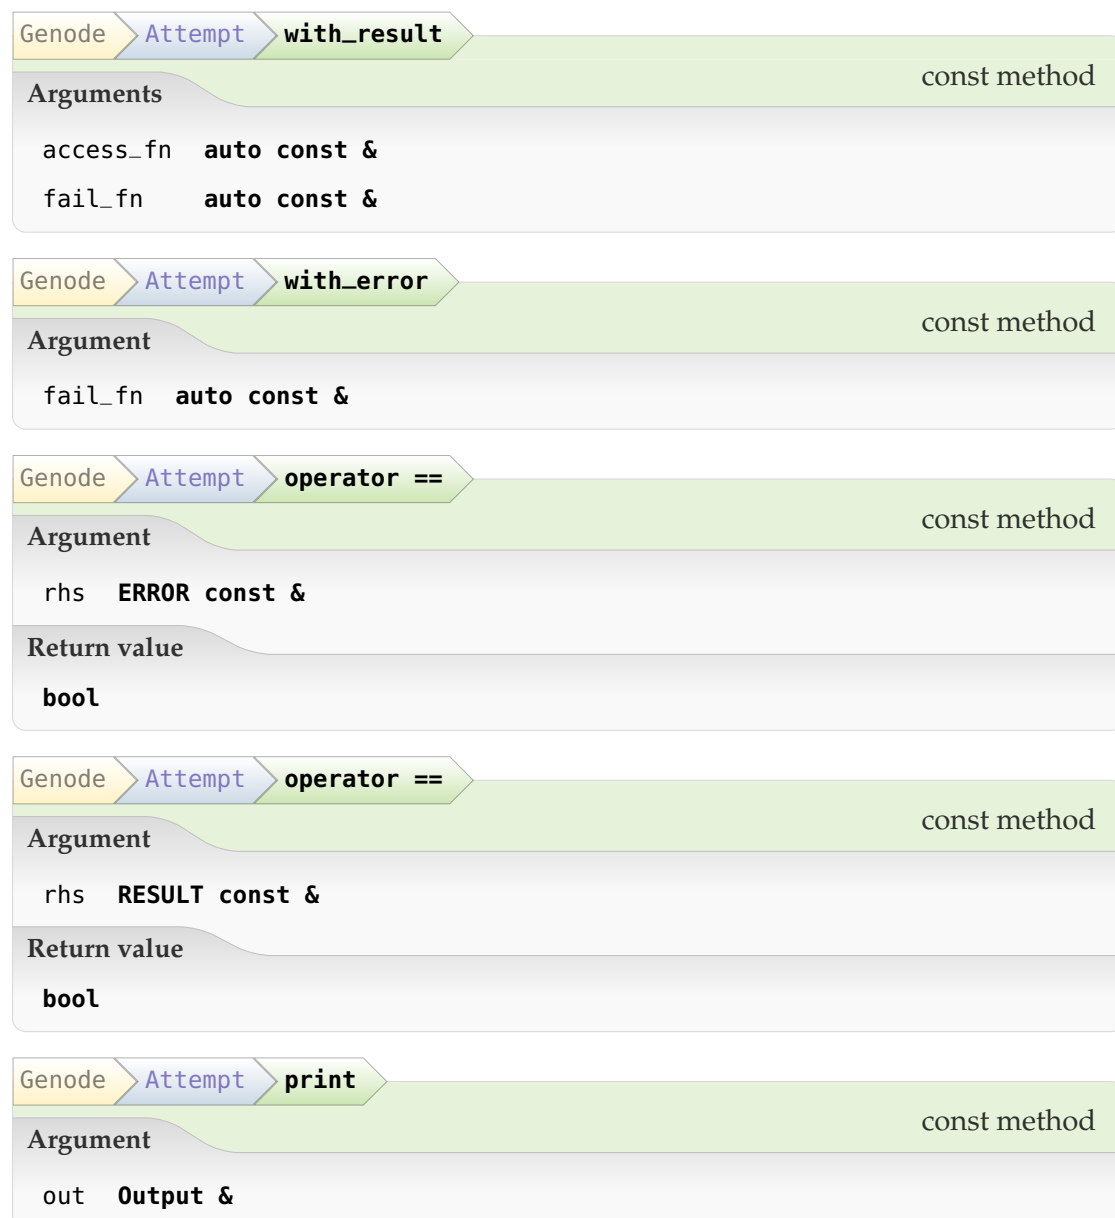 Genode Attempt with_result
const method
Arguments
access_fn auto const &
fail_fn auto const &
Genode Attempt with_error
const method
Argument
fail_fn auto const &
Genode Attempt operator ==
const method
Argument
rhs ERROR const &
Return value
bool
Genode Attempt operator ==
const method
Argument
rhs RESULT const &
Return value
bool
Genode Attempt print
const method
Argument
out Output &